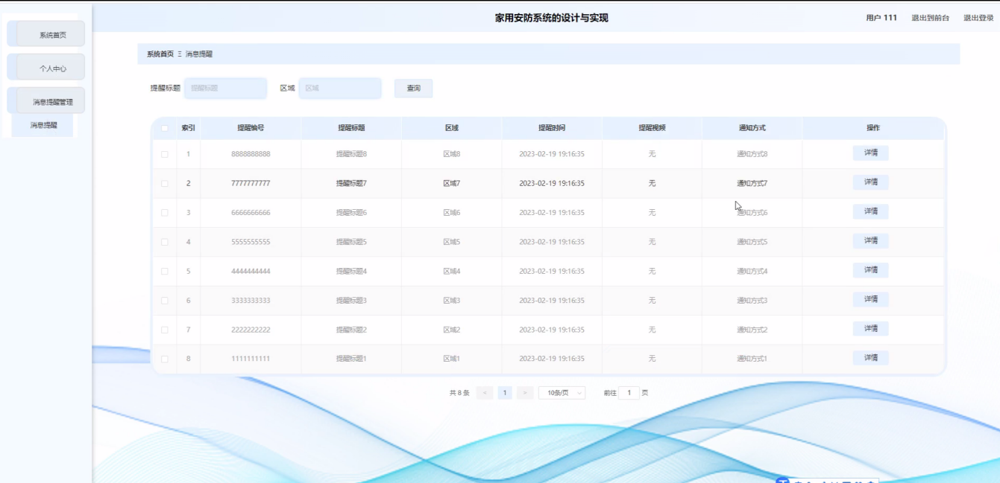 家用安防系统的设计与实现
用户 111 退出到前台 退出登录
系统首页
个人中心
消息提醒管理
消息提醒
系统首页 Ξ 消息提醒
提醒标题 提醒标题 区域 区域 查询
索引 提醒编号 提醒标题 区域 提醒时间 提醒视频 通知方式 操作
1 8888888888 提醒标题8 区域8 2023-02-19 19:16:35 无 通知方式8 详情
2 7777777777 提醒标题7 区域7 2023-02-19 19:16:35 无 通知方式7 详情
3 6666666666 提醒标题6 区域6 2023-02-19 19:16:35 无 通知方式6 详情
4 5555555555 提醒标题5 区域5 2023-02-19 19:16:35 无 通知方式5 详情
5 4444444444 提醒标题4 区域4 2023-02-19 19:16:35 无 通知方式4 详情
6 3333333333 提醒标题3 区域3 2023-02-19 19:16:35 无 通知方式3 详情
7 2222222222 提醒标题2 区域2 2023-02-19 19:16:35 无 通知方式2 详情
8 1111111111 提醒标题1 区域1 2023-02-19 19:16:35 无 通知方式1 详情
共 8 条 < 1 > 10条/页 前往 1 页